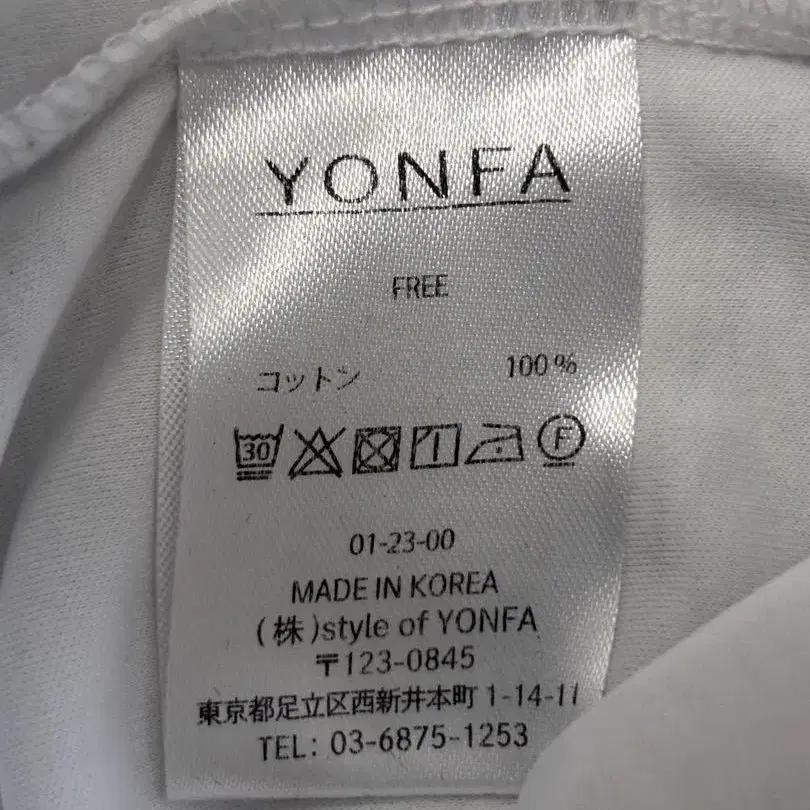 YONFA
FREE
コットン 100%
30 F
01-23-00
MADE IN KOREA
(株)style of YONFA
〒123-0845
東京都足立区西新井本町 1-14-11
TEL: 03-6875-1253